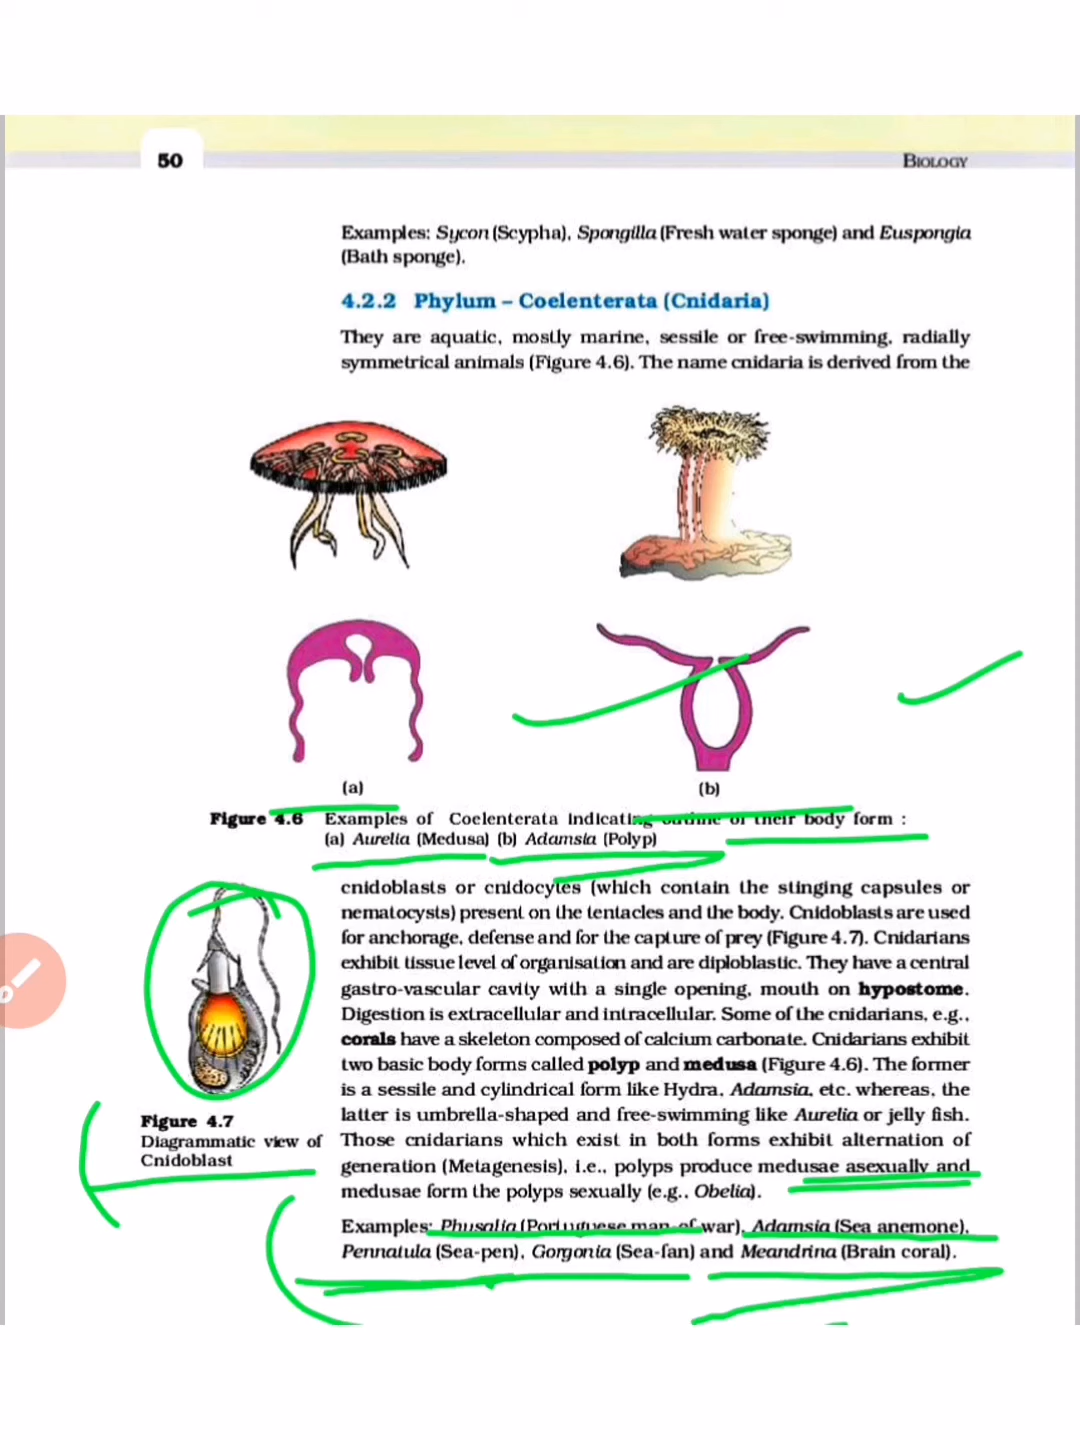 50
BIOLOGY
Examples: Sycon (Scypha), Spongilla (Fresh water sponge) and Euspongia
(Bath sponge).
4.2.2 Phylum – Coelenterata (Cnidaria)
They are aquatic, mostly marine, sessile or free-swimming, radially
symmetrical animals (Figure 4.6). The name cnidaria is derived from the
(a)
(b)
Figure 4.6 Examples of Coelenterata indicating outline of their body form :
(a) Aurelia (Medusa) (b) Adamsia (Polyp)
cnidoblasts or cnidocytes (which contain the stinging capsules or
nematocysts) present on the tentacles and the body. Cnidoblasts are used
for anchorage, defense and for the capture of prey (Figure 4.7). Cnidarians
exhibit tissue level of organisation and are diploblastic. They have a central
gastro-vascular cavity with a single opening, mouth on hypostome.
Digestion is extracellular and intracellular. Some of the cnidarians, e.g.,
corals have a skeleton composed of calcium carbonate. Cnidarians exhibit
two basic body forms called polyp and medusa (Figure 4.6). The former
is a sessile and cylindrical form like Hydra, Adamsia, etc. whereas, the
latter is umbrella-shaped and free-swimming like Aurelia or jelly fish.
Those cnidarians which exist in both forms exhibit alternation of
generation (Metagenesis), i.e., polyps produce medusae asexually and
medusae form the polyps sexually (e.g., Obelia).
Figure 4.7
Diagrammatic view of
Cnidoblast
Examples: Physalia (Portuguese man-of-war), Adamsia (Sea anemone),
Pennatula (Sea-pen), Gorgonia (Sea-fan) and Meandrina (Brain coral).